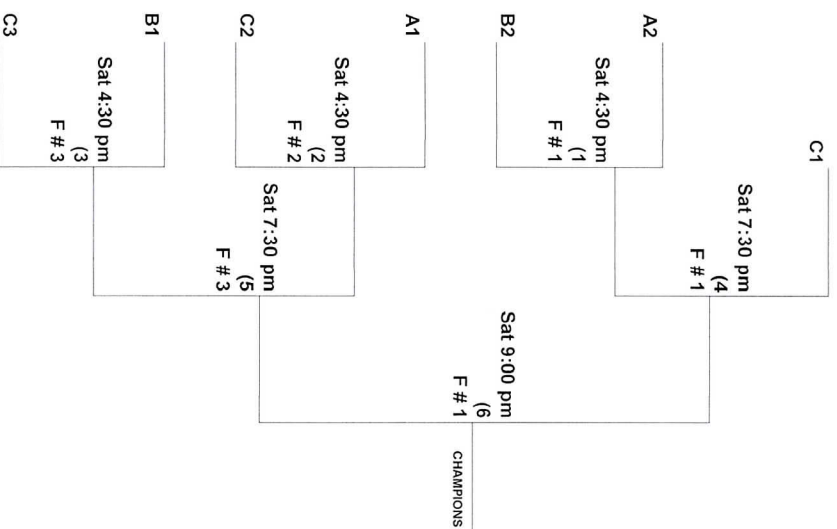 C1
Sat 7:30 pm
(4
F # 1
A2
Sat 4:30 pm
(1
F # 1
B2
Sat 9:00 pm
(6
F # 1
CHAMPIONS
A1
Sat 4:30 pm
(2
F # 2
C2
Sat 7:30 pm
(5
F # 3
B1
Sat 4:30 pm
(3
F # 3
C3